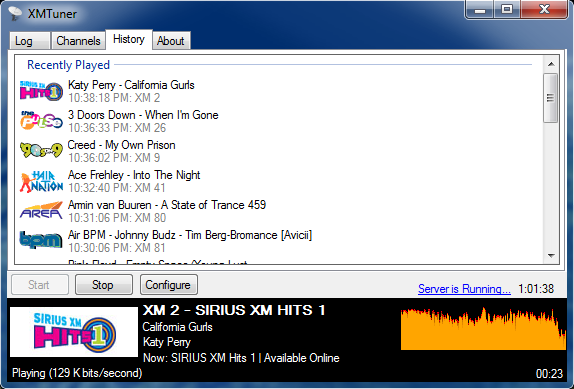 XMTuner
Log
Channels
History
About
Recently Played
SIRIUS XM HITS 1
Katy Perry - California Gurls
10:38:18 PM: XM 2
the PULSE
3 Doors Down - When I'm Gone
10:36:33 PM: XM 26
90s on 9
Creed - My Own Prison
10:36:02 PM: XM 9
HAIR NATION
Ace Frehley - Into The Night
10:32:40 PM: XM 41
AREA
Armin van Buuren - A State of Trance 459
10:31:06 PM: XM 80
bpm
Air BPM - Johnny Budz - Tim Berg-Bromance [Avicii]
10:30:06 PM: XM 81
Pink Floyd - Empty Space/Young Lust
Start
Stop
Configure
Server is Running...
1:01:38
SIRIUS XM
HITS 1
XM 2 - SIRIUS XM HITS 1
California Gurls
Katy Perry
Now: SIRIUS XM Hits 1 | Available Online
Playing (129 K bits/second)
00:23